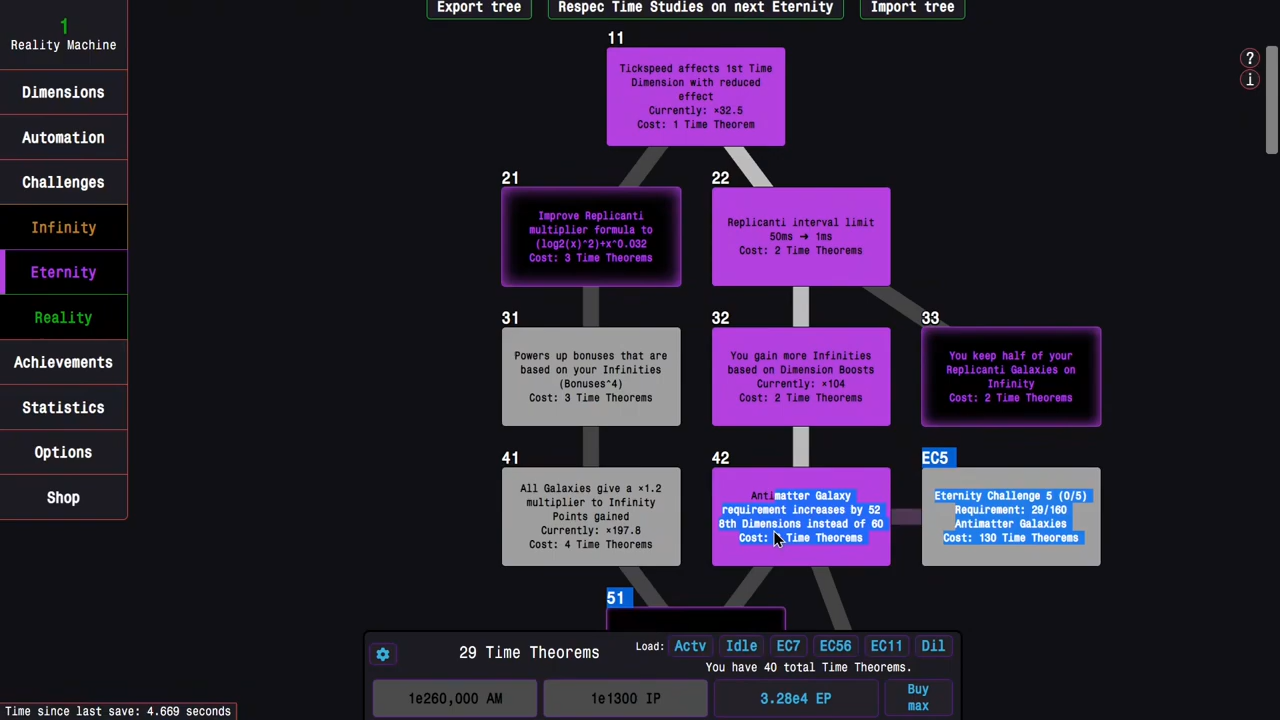 1
Reality Machine
Dimensions
Automation
Challenges
Infinity
Eternity
Reality
Achievements
Statistics
Options
Shop
Export tree
Respec Time Studies on next Eternity
Import tree
?
i
11
Tickspeed affects 1st Time
Dimension with reduced
effect
Currently: ×32.5
Cost: 1 Time Theorem
21
Improve Replicanti
multiplier formula to
(log2(x)^2)+x^0.032
Cost: 3 Time Theorems
22
Replicanti interval limit
50ms ➜ 1ms
Cost: 2 Time Theorems
31
Powers up bonuses that are
based on your Infinities
(Bonuses^4)
Cost: 3 Time Theorems
32
You gain more Infinities
based on Dimension Boosts
Currently: ×104
Cost: 2 Time Theorems
33
You keep half of your
Replicanti Galaxies on
Infinity
Cost: 2 Time Theorems
41
All Galaxies give a ×1.2
multiplier to Infinity
Points gained
Currently: ×197.8
Cost: 4 Time Theorems
42
Antimatter Galaxy
requirement increases by 52
8th Dimensions instead of 60
Cost: Time Theorems
EC5
Eternity Challenge 5 (0/5)
Requirement: 29/160
Antimatter Galaxies
Cost: 130 Time Theorems
51
29 Time Theorems
Load: Actv Idle EC7 EC56 EC11 Dil
You have 40 total Time Theorems.
1e260,000 AM
1e1300 IP
3.28e4 EP
Buy
max
Time since last save: 4.669 seconds